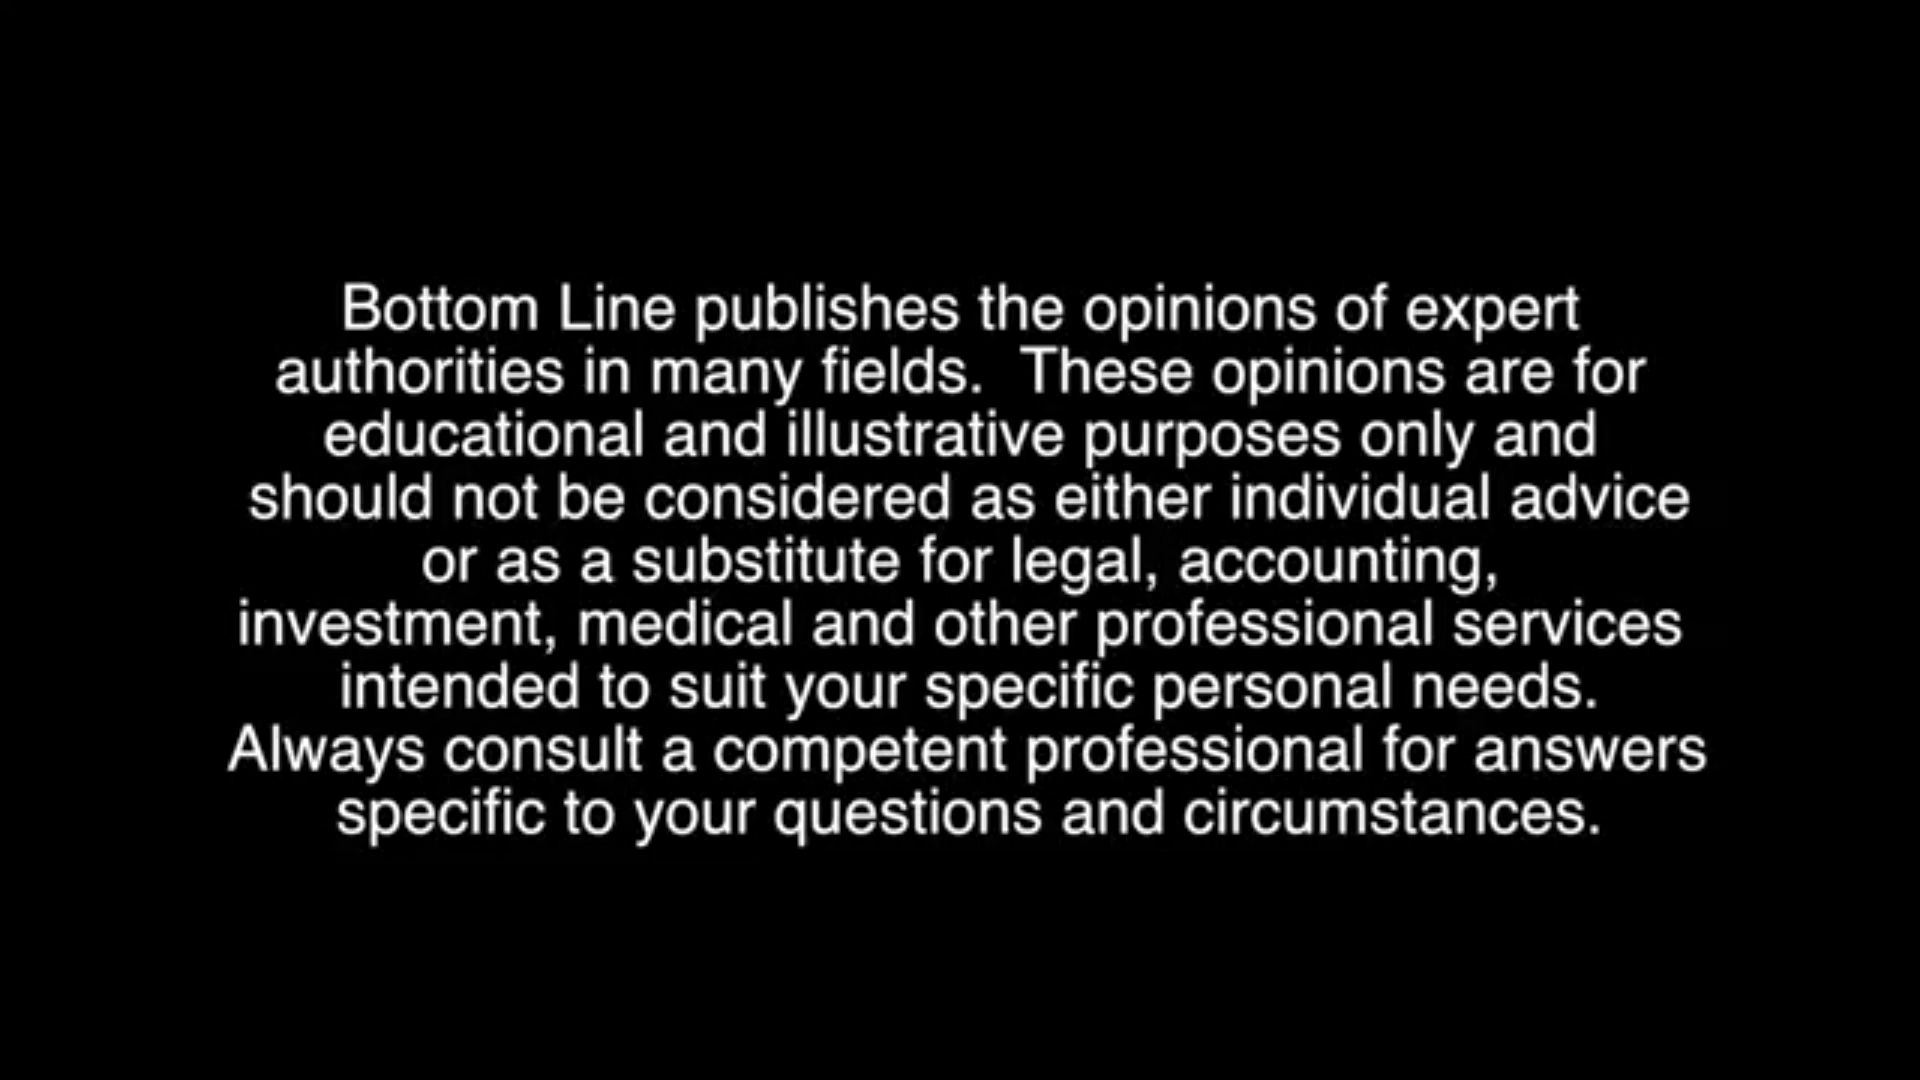 Bottom Line publishes the opinions of expert
authorities in many fields.  These opinions are for
educational and illustrative purposes only and
should not be considered as either individual advice
or as a substitute for legal, accounting,
investment, medical and other professional services
intended to suit your specific personal needs.
Always consult a competent professional for answers
specific to your questions and circumstances.